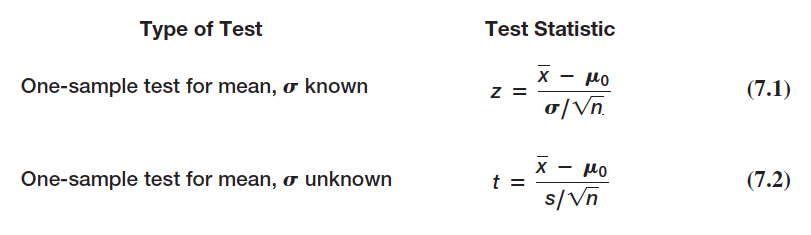 Type of Test Test Statistic
One-sample test for mean, σ known z = x̄ − μ₀ / σ/√n (7.1)
One-sample test for mean, σ unknown t = x̄ − μ₀ / s/√n (7.2)